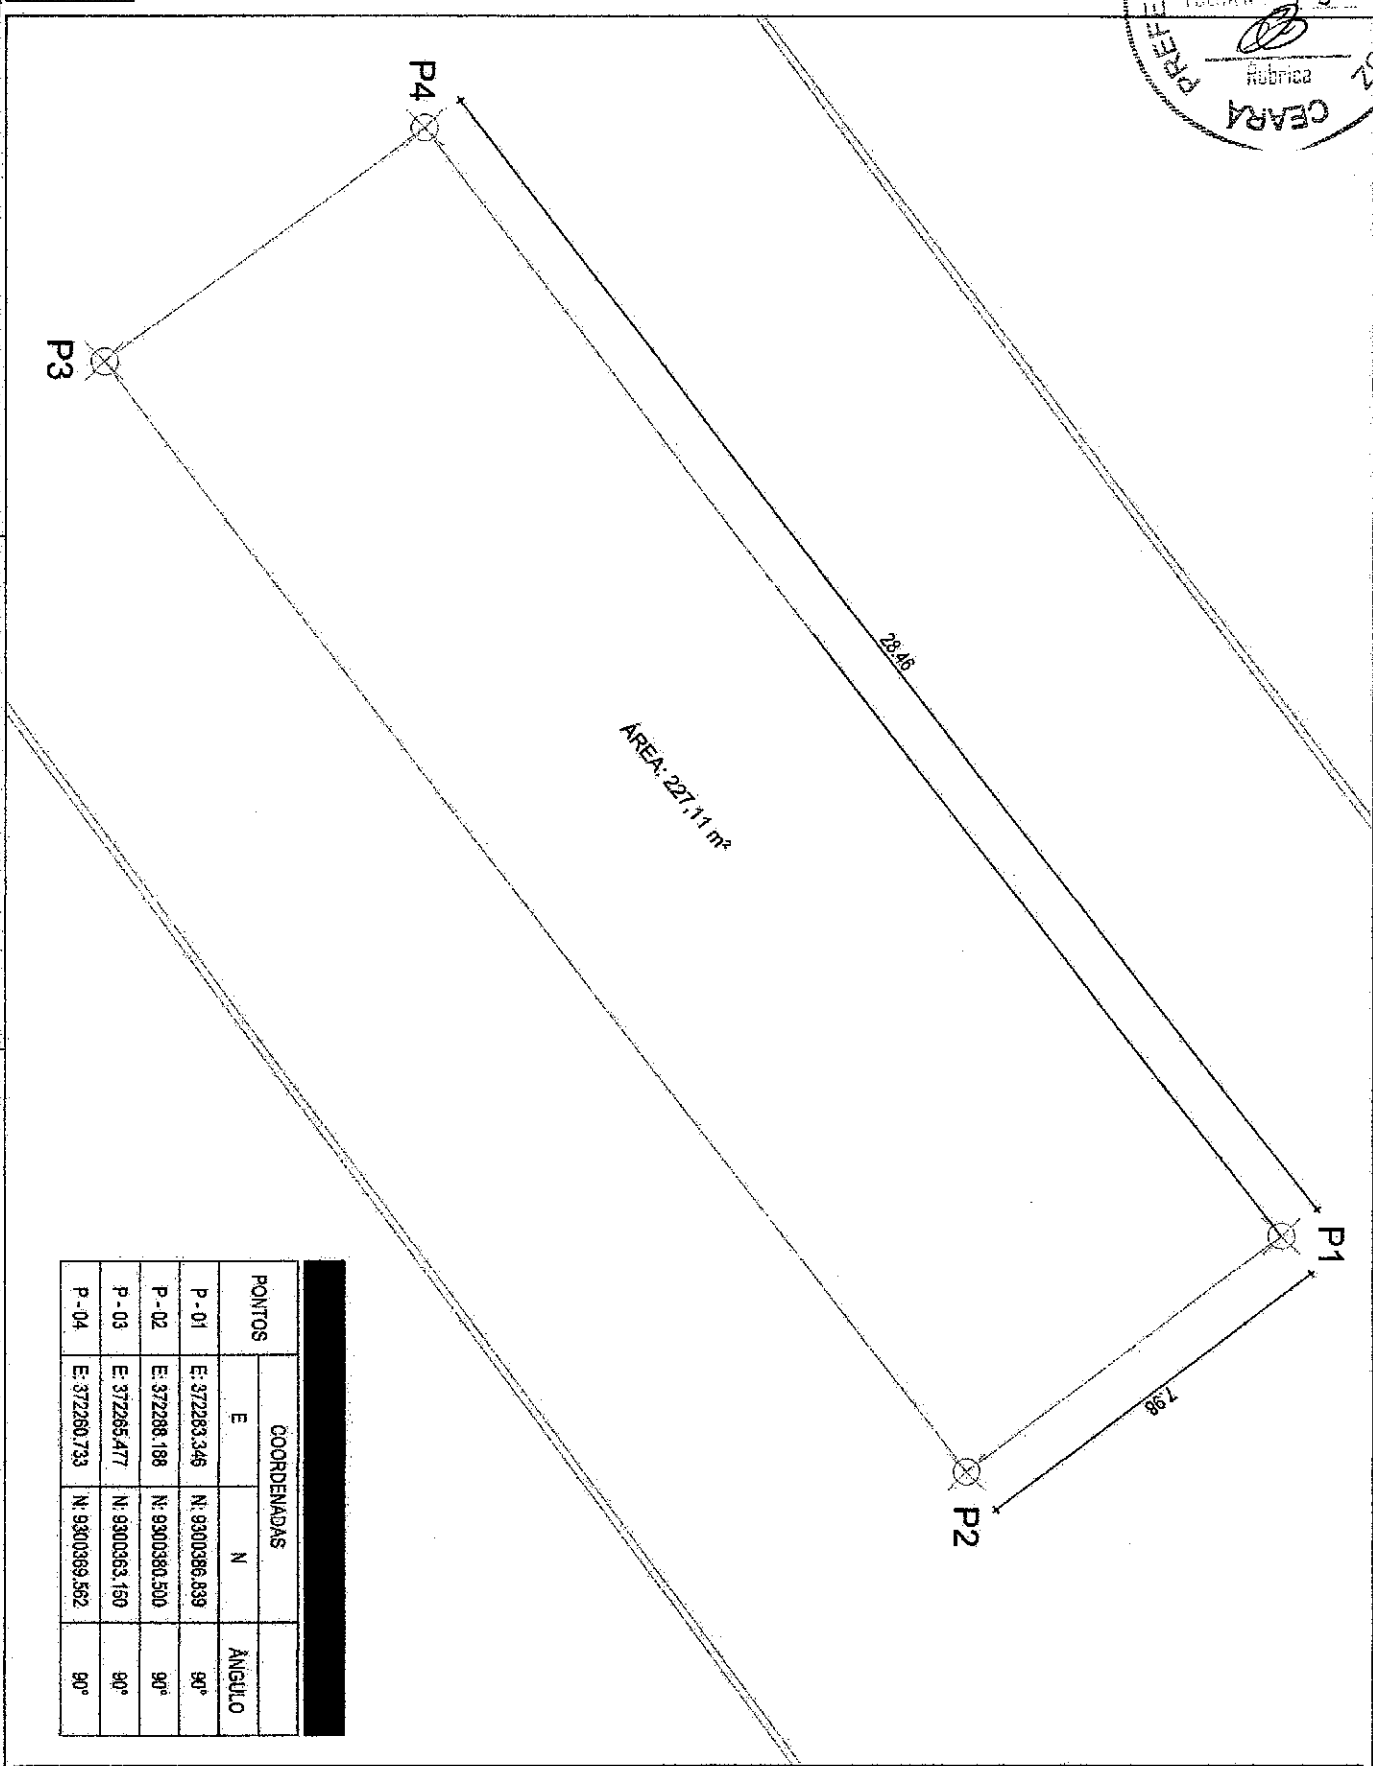 P4
P1
P3
P2
28.46
7.98
ÁREA: 227,11 m²
PONTOS COORDENADAS
E N ÂNGULO
P - 01 E: 372283.346 N: 9300386.839 90°
P - 02 E: 372288.188 N: 9300380.500 90°
P - 03 E: 372265.477 N: 9300363.150 90°
P - 04 E: 372260.733 N: 9300369.562 90°
PREFE
Rubrica
CEARÁ